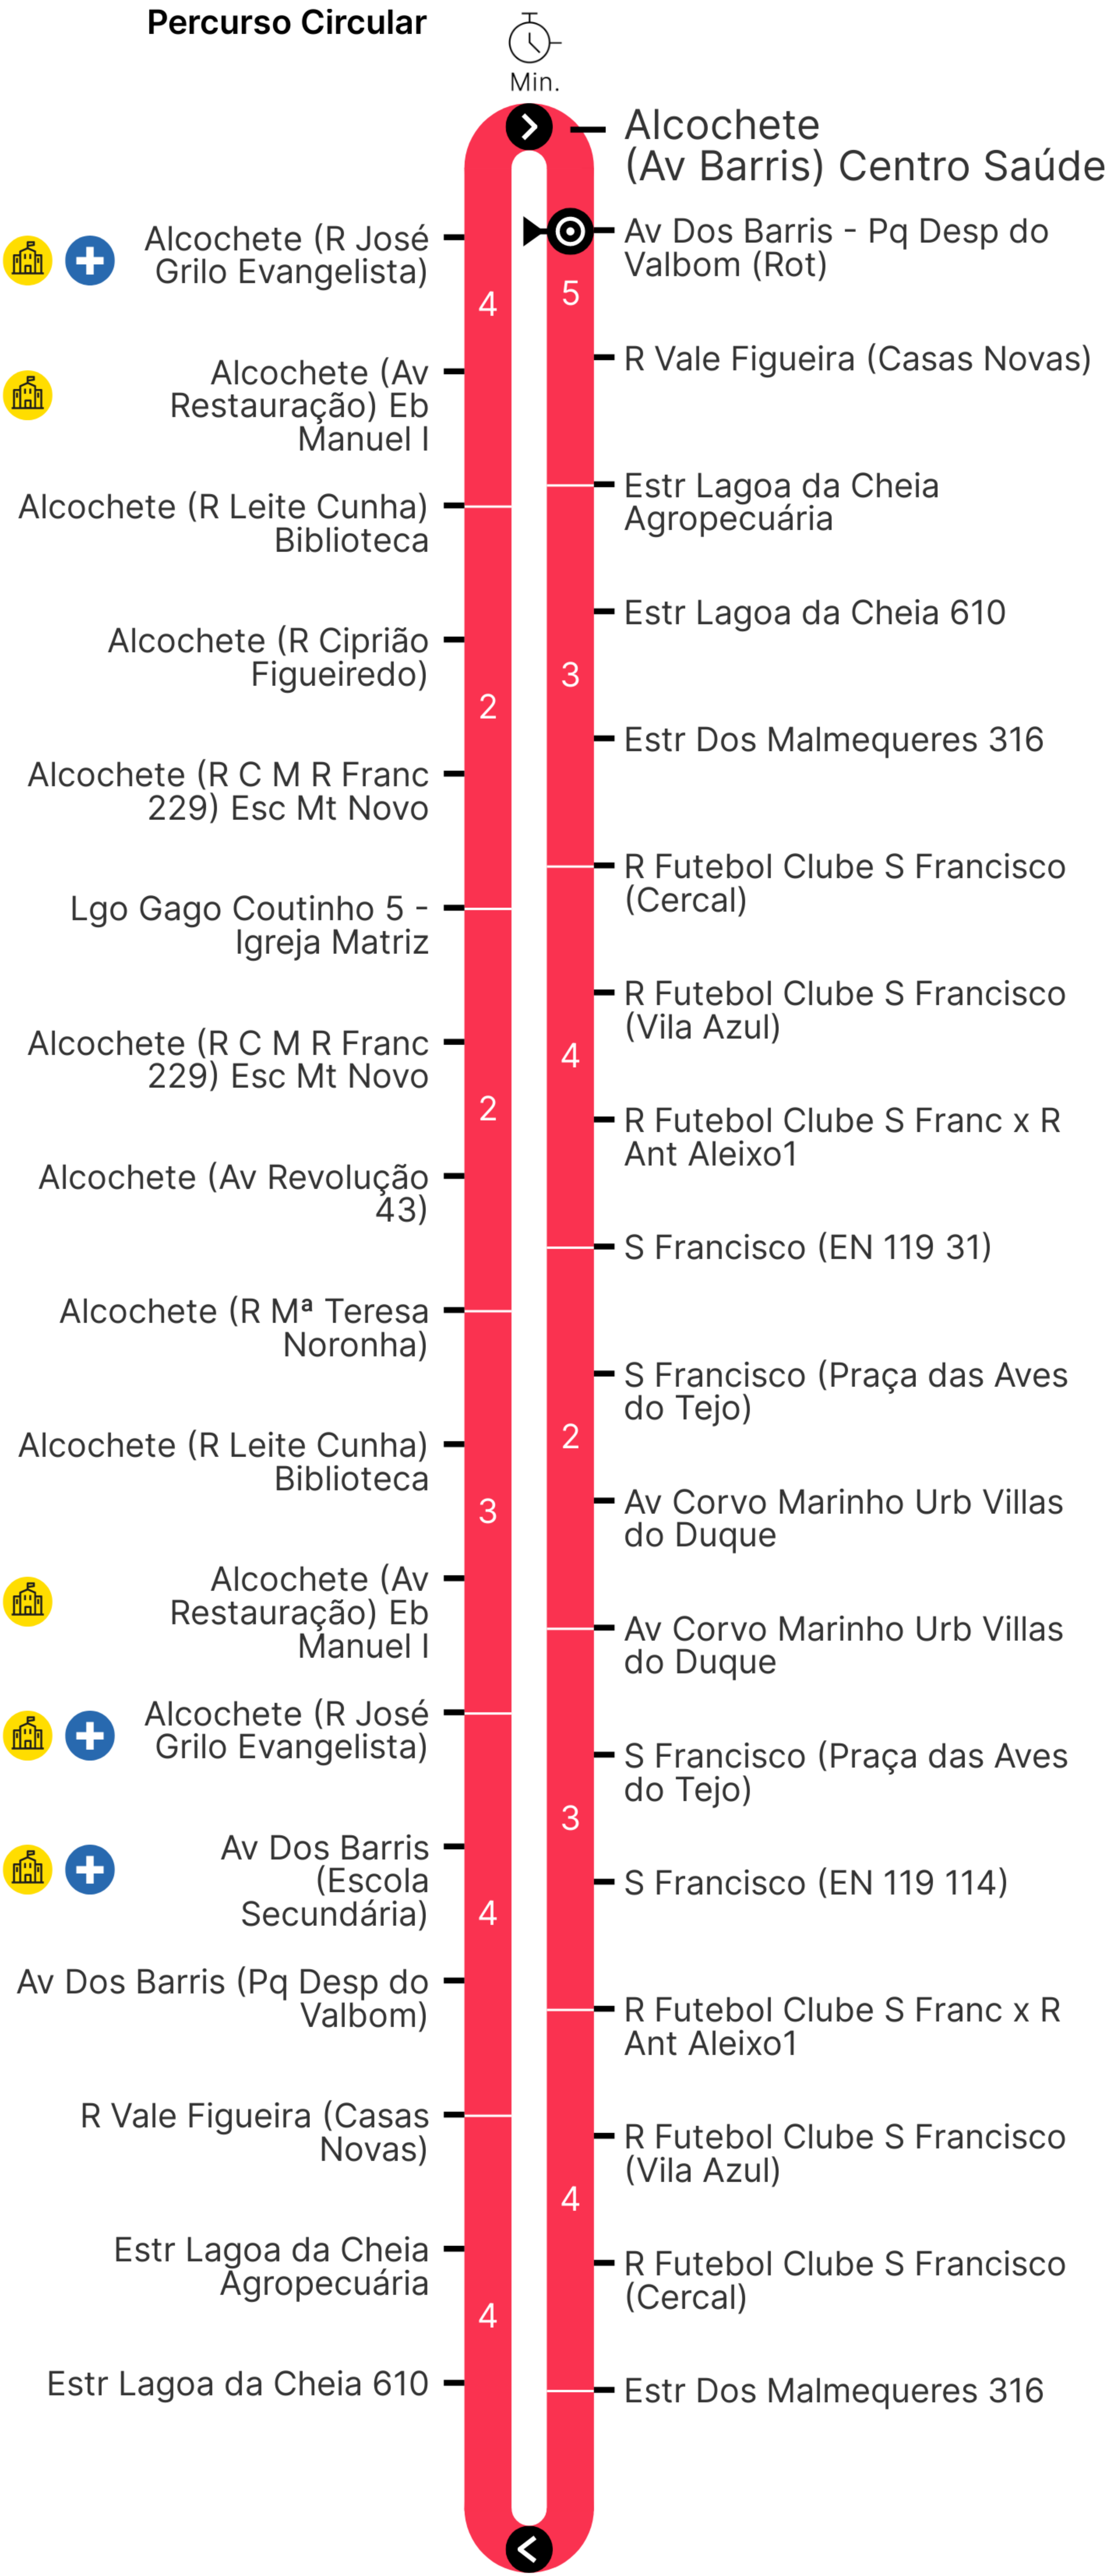 Percurso Circular
Min.
Alcochete
(Av Barris) Centro Saúde
Av Dos Barris - Pq Desp do
Valbom (Rot)
5
R Vale Figueira (Casas Novas)
Estr Lagoa da Cheia
Agropecuária
Estr Lagoa da Cheia 610
3
Estr Dos Malmequeres 316
R Futebol Clube S Francisco
(Cercal)
R Futebol Clube S Francisco
(Vila Azul)
4
R Futebol Clube S Franc x R
Ant Aleixo1
S Francisco (EN 119 31)
S Francisco (Praça das Aves
do Tejo)
2
Av Corvo Marinho Urb Villas
do Duque
Av Corvo Marinho Urb Villas
do Duque
S Francisco (Praça das Aves
do Tejo)
3
S Francisco (EN 119 114)
R Futebol Clube S Franc x R
Ant Aleixo1
R Futebol Clube S Francisco
(Vila Azul)
4
R Futebol Clube S Francisco
(Cercal)
Estr Dos Malmequeres 316
Alcochete (R José
Grilo Evangelista)
4
Alcochete (Av
Restauração) Eb
Manuel I
Alcochete (R Leite Cunha)
Biblioteca
Alcochete (R Ciprião
Figueiredo)
2
Alcochete (R C M R Franc
229) Esc Mt Novo
Lgo Gago Coutinho 5 -
Igreja Matriz
Alcochete (R C M R Franc
229) Esc Mt Novo
2
Alcochete (Av Revolução
43)
Alcochete (R Mª Teresa
Noronha)
Alcochete (R Leite Cunha)
Biblioteca
3
Alcochete (Av
Restauração) Eb
Manuel I
Alcochete (R José
Grilo Evangelista)
Av Dos Barris
(Escola
Secundária)
4
Av Dos Barris (Pq Desp do
Valbom)
R Vale Figueira (Casas
Novas)
Estr Lagoa da Cheia
Agropecuária
4
Estr Lagoa da Cheia 610